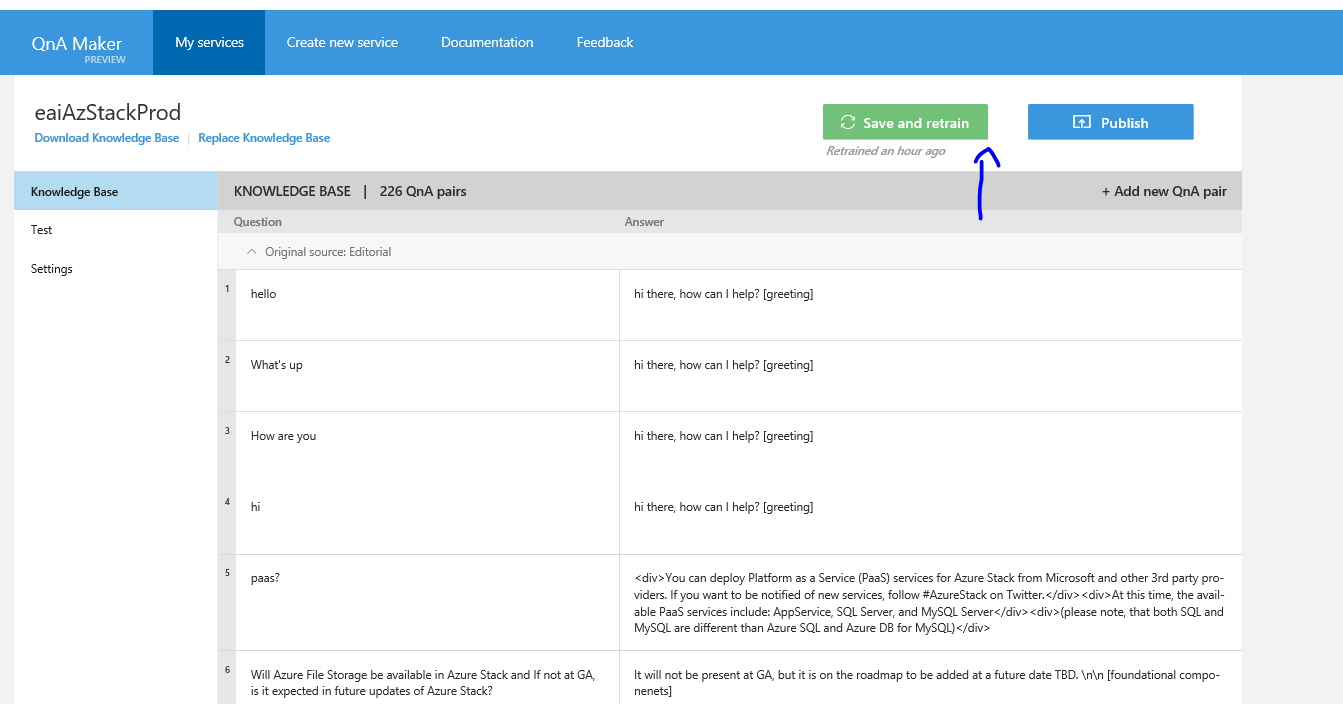 QnA Maker
PREVIEW
My services
Create new service
Documentation
Feedback
eaiAzStackProd
Download Knowledge Base | Replace Knowledge Base
Save and retrain
Retrained an hour ago
Publish
Knowledge Base
Test
Settings
KNOWLEDGE BASE | 226 QnA pairs
+ Add new QnA pair
Question
Answer
Original source: Editorial
1
hello
hi there, how can I help? [greeting]
2
What's up
hi there, how can I help? [greeting]
3
How are you
hi there, how can I help? [greeting]
4
hi
hi there, how can I help? [greeting]
5
paas?
<div>You can deploy Platform as a Service (PaaS) services for Azure Stack from Microsoft and other 3rd party pro-
viders. If you want to be notified of new services, follow #AzureStack on Twitter.</div><div>At this time, the avail-
able PaaS services include: AppService, SQL Server, and MySQL Server</div><div>(please note, that both SQL and
MySQL are different than Azure SQL and Azure DB for MySQL)</div>
6
Will Azure File Storage be available in Azure Stack and If not at GA,
is it expected in future updates of Azure Stack?
It will not be present at GA, but it is on the roadmap to be added at a future date TBD. \n\n [foundational compo-
nenets]